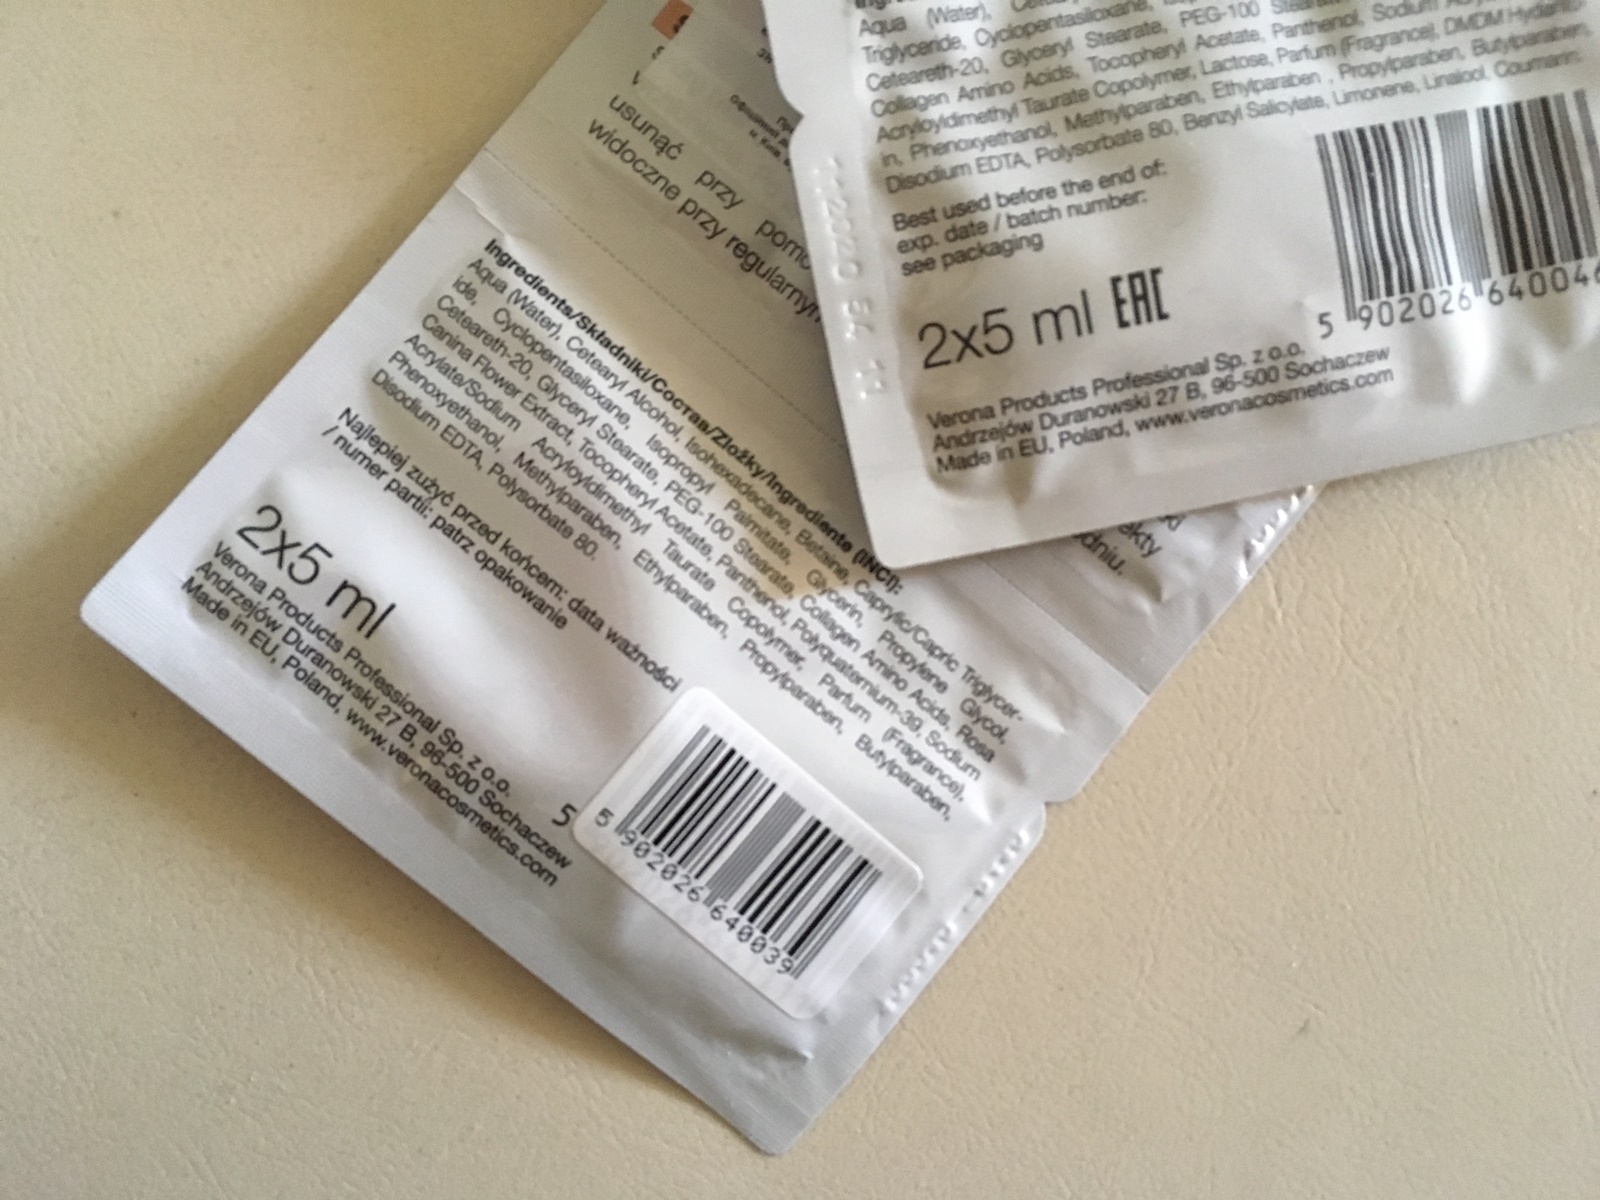 usunąć przy
widoczne przy regularnym
Ingredients/Składniki/Состав/Zložky/Ingrediente (INCI):
Aqua (Water), Cetearyl Alcohol, Isohexadecane, Betaine, Caprylic/Capric Triglycer-
ide, Cyclopentasiloxane, Isopropyl Palmitate, Glycerin, Propylene Glycol,
Ceteareth-20, Glyceryl Stearate, PEG-100 Stearate, Collagen Amino Acids, Rosa
Canina Flower Extract, Tocopheryl Acetate, Panthenol, Polyquaternium-39, Sodium
Acrylate/Sodium Acryloyldimethyl Taurate Copolymer, Parfum (Fragrance),
Phenoxyethanol, Methylparaben, Ethylparaben, Propylparaben, Butylparaben,
Disodium EDTA, Polysorbate 80.
Najlepiej zużyć przed końcem: data ważności
/ numer partii: patrz opakowanie
2x5 ml
Verona Products Professional Sp. z o.o.
Andrzejów Duranowski 27 B, 96-500 Sochaczew
Made in EU, Poland, www.veronacosmetics.com
5
5 902026 640039
Aqua (Water),
Triglyceride, Cyclopentasiloxane,
Ceteareth-20, Glyceryl Stearate, PEG-100
Collagen Amino Acids, Tocopheryl Acetate, Panthenol, Sodium
Acryloyldimethyl Taurate Copolymer, Lactose, Parfum (Fragrance), DMDM
in, Phenoxyethanol, Methylparaben, Ethylparaben , Propylparaben, Butylparaben,
Disodium EDTA, Polysorbate 80, Benzyl Salicylate, Limonene, Linalool, Coumarin.
Best used before the end of:
exp. date / batch number:
see packaging
2x5 ml EAC
5 902026 64004
Verona Products Professional Sp. z o.o.
Andrzejów Duranowski 27 B, 96-500 Sochaczew
Made in EU, Poland, www.veronacosmetics.com